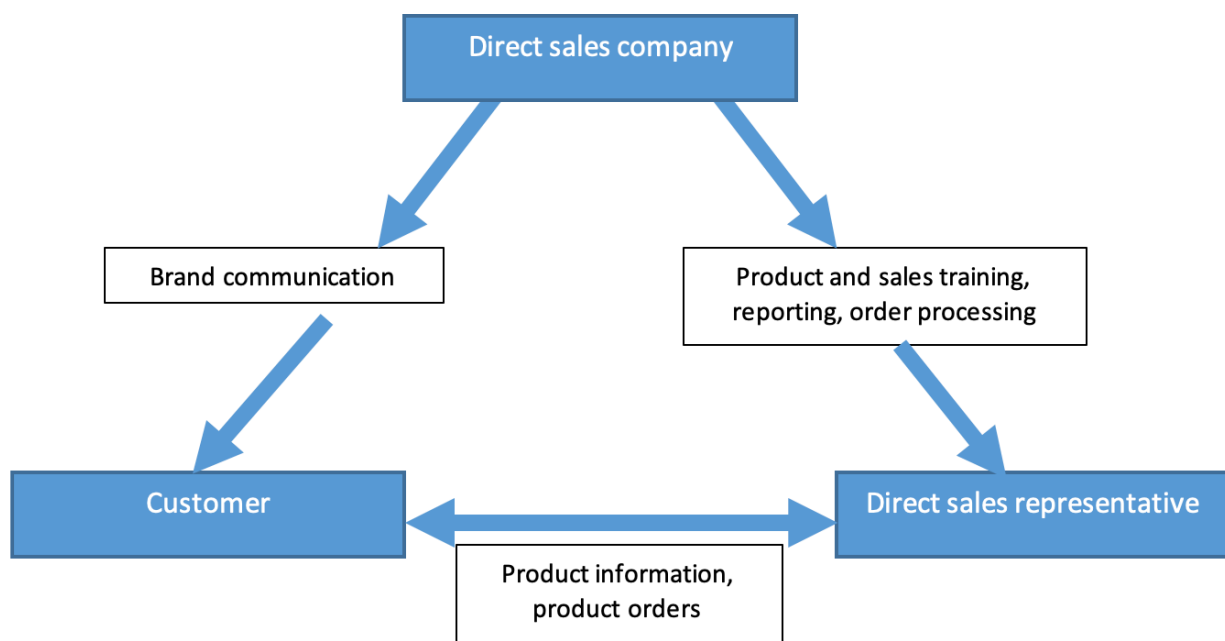 Direct sales company
Brand communication
Product and sales training,
reporting, order processing
Customer
Direct sales representative
Product information,
product orders